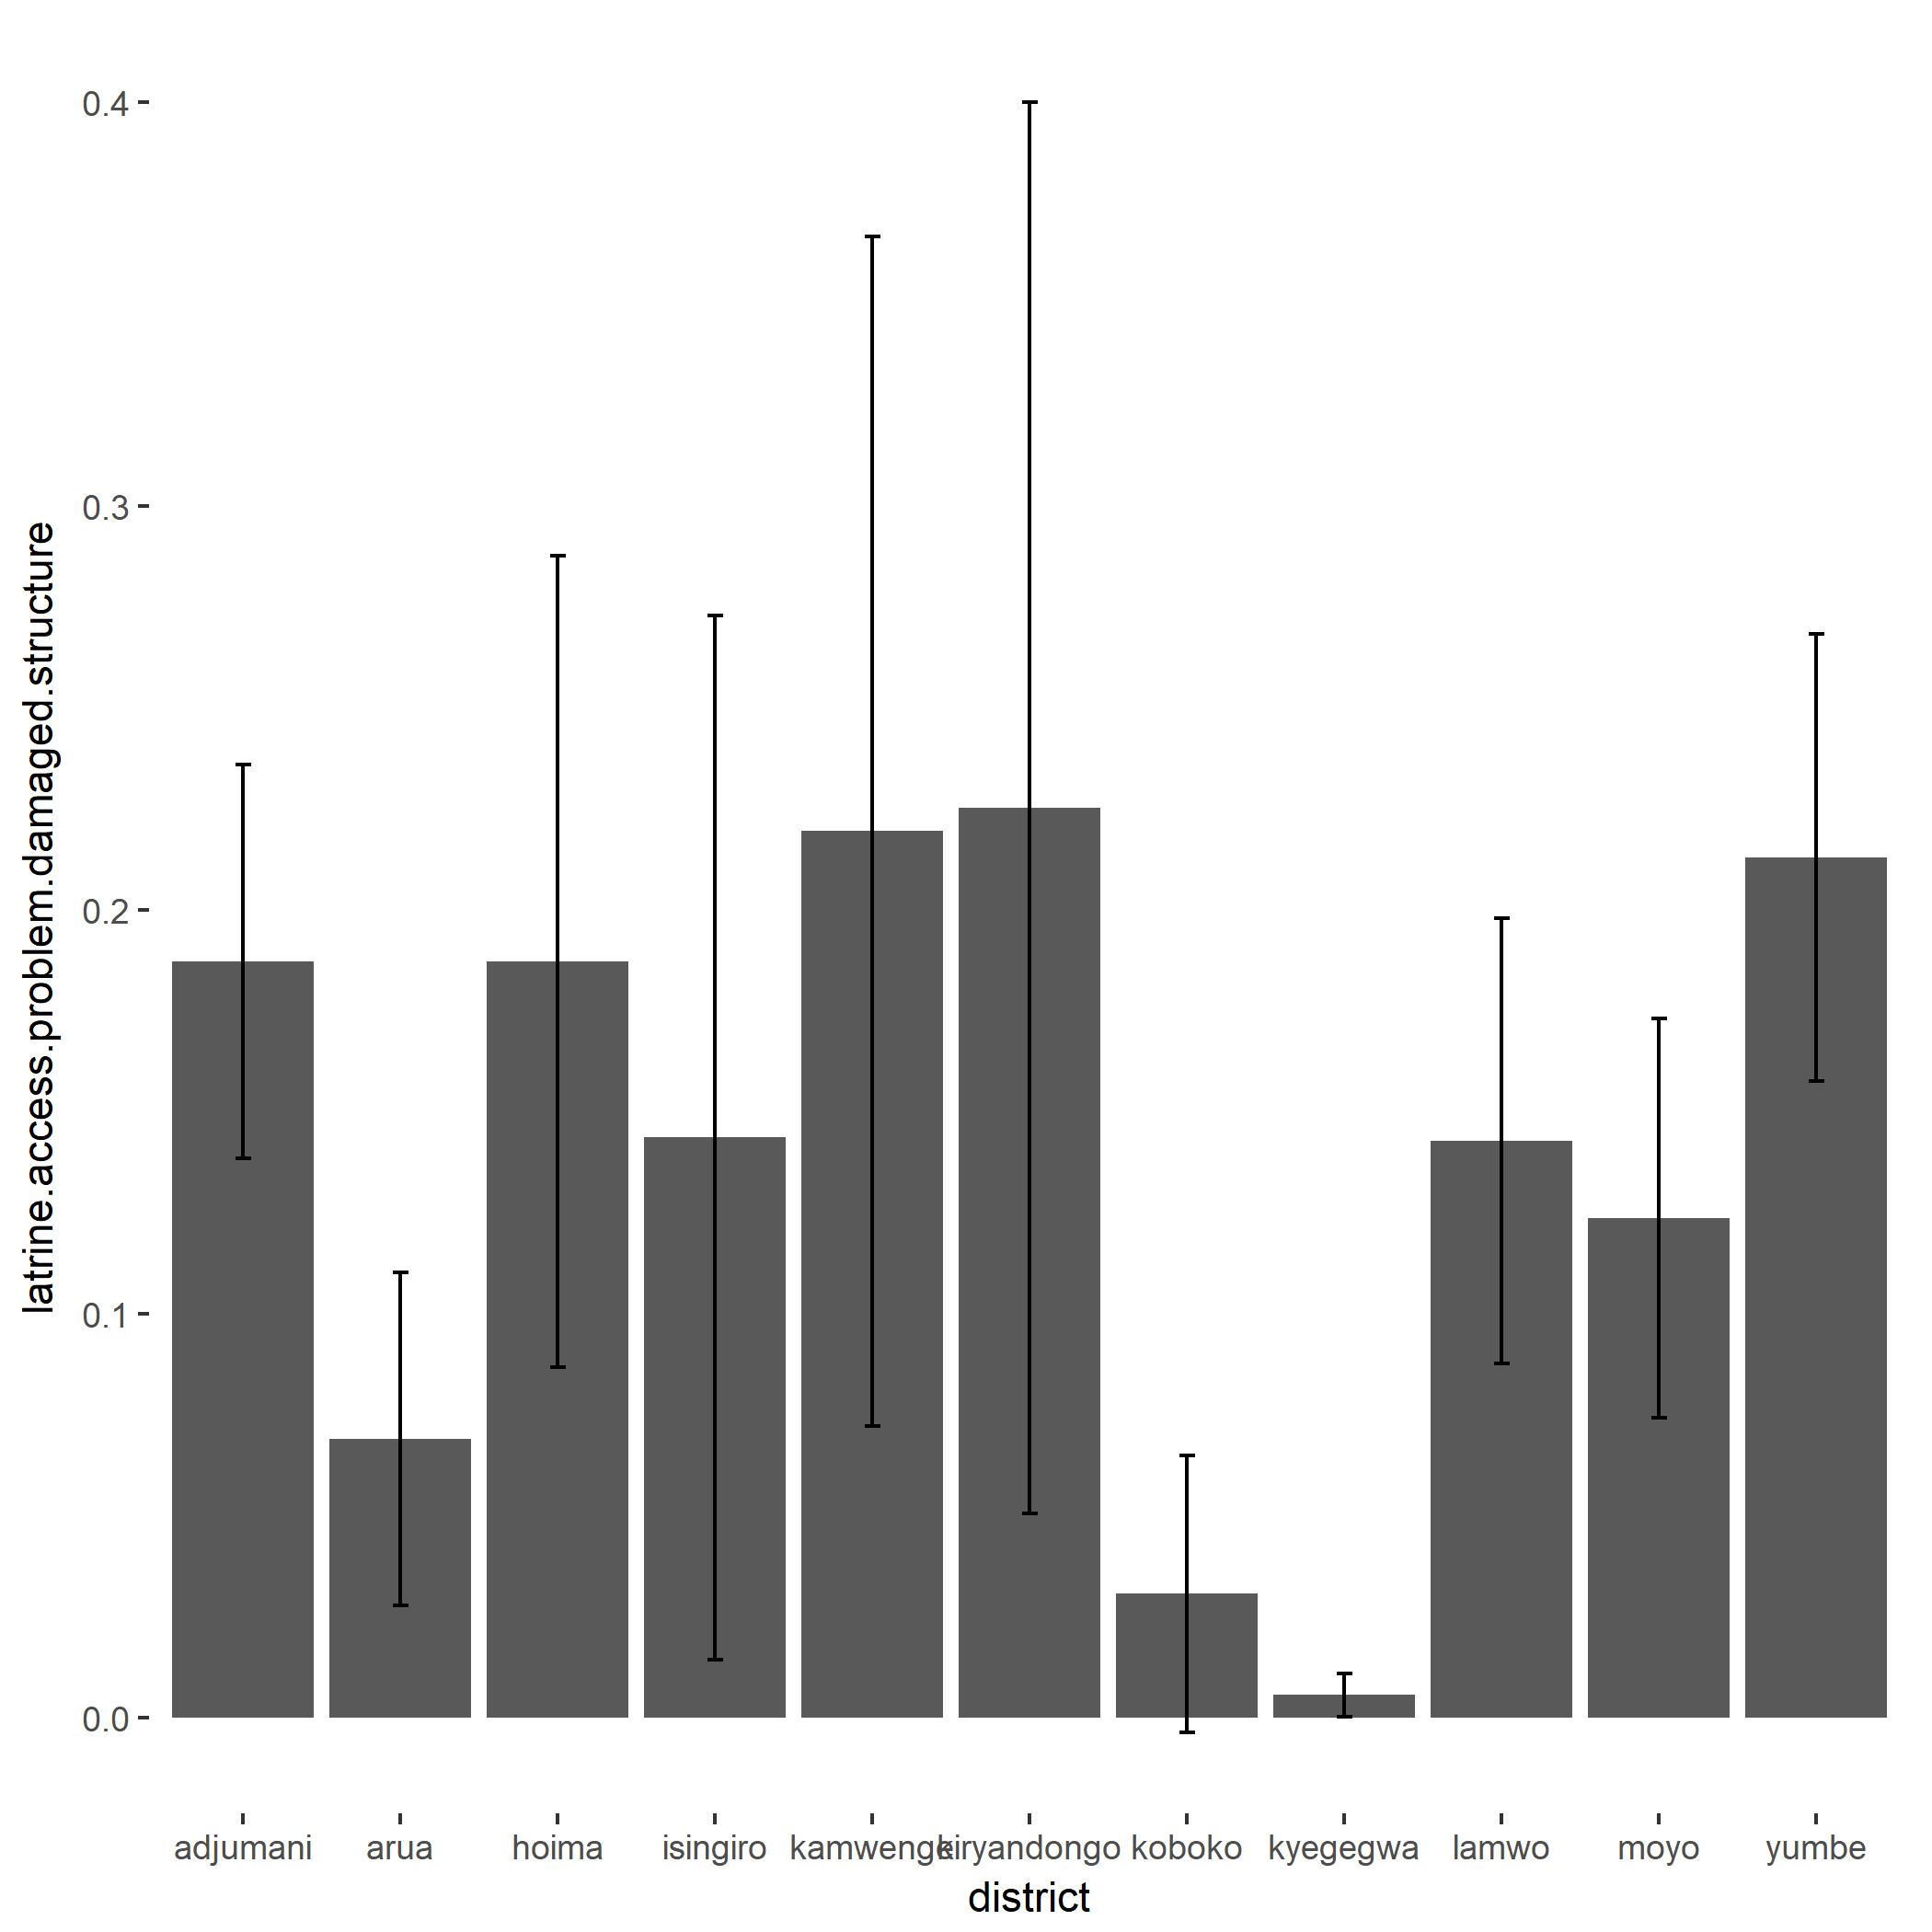 latrine.access.problem.damaged.structure
0.4
0.3
0.2
0.1
0.0
adjumani arua hoima isingiro kamwenge kiryandongo koboko kyegegwa lamwo moyo yumbe
district